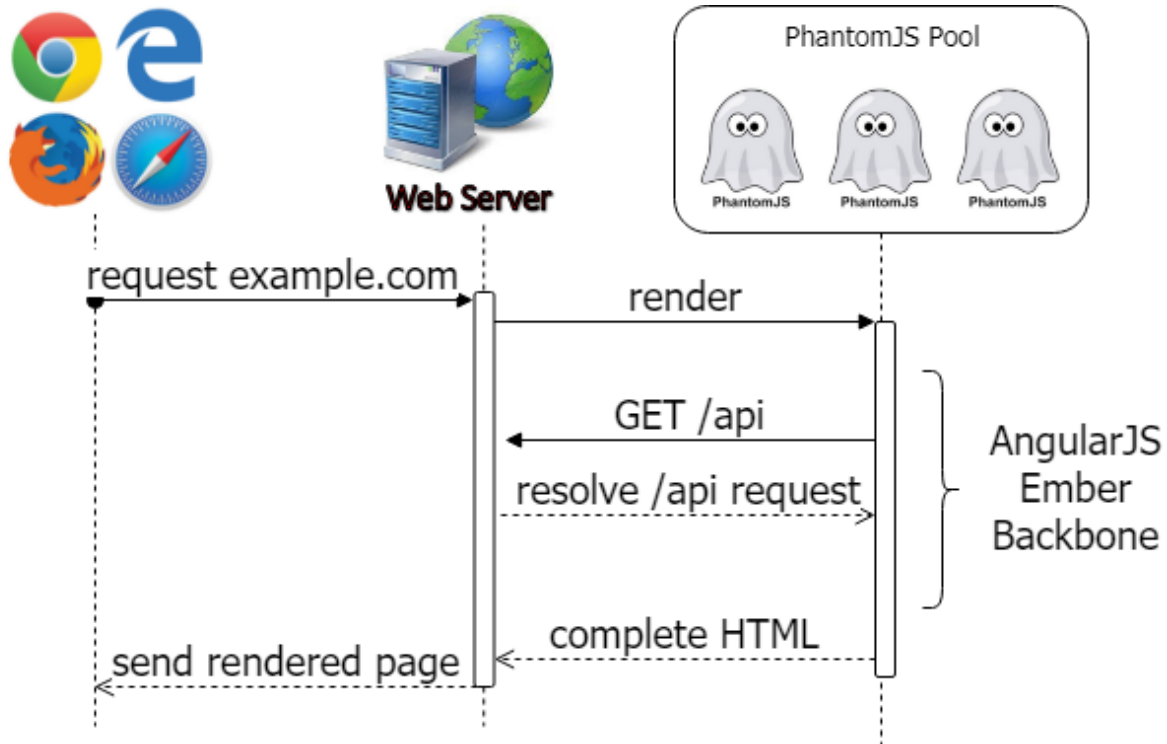 PhantomJS Pool
PhantomJS
PhantomJS
PhantomJS
Web Server
request example.com
render
GET /api
resolve /api request
AngularJS
Ember
Backbone
complete HTML
send rendered page